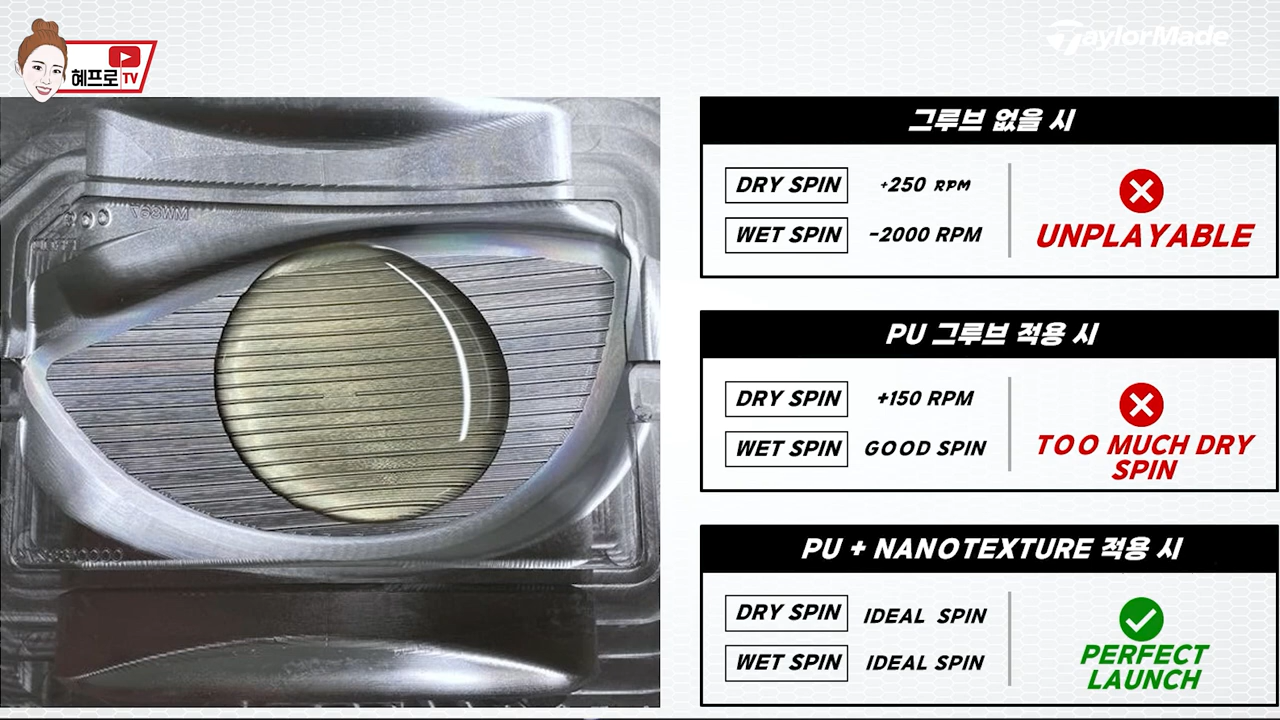 혜프로 TV
TaylorMade
300
MW867
그루브 없을 시
DRY SPIN +250 RPM
WET SPIN -2000 RPM
UNPLAYABLE
PU 그루브 적용 시
DRY SPIN +150 RPM
WET SPIN GOOD SPIN
TOO MUCH DRY
SPIN
PU + NANOTEXTURE 적용 시
DRY SPIN IDEAL SPIN
WET SPIN IDEAL SPIN
PERFECT
LAUNCH